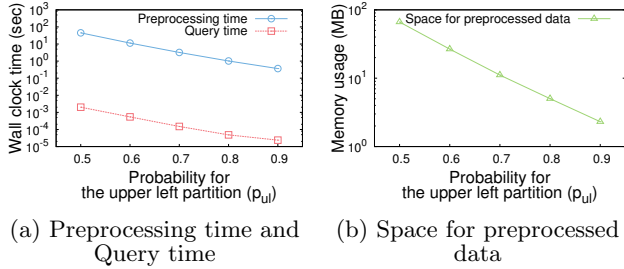 Wall clock time (sec)
10^3
10^2
10^1
10^0
10^-1
10^-2
10^-3
10^-4
10^-5
Preprocessing time
Query time
0.5 0.6 0.7 0.8 0.9
Probability for
the upper left partition (p_ul)
(a) Preprocessing time and
Query time
Memory usage (MB)
10^2
10^1
10^0
Space for preprocessed data
0.5 0.6 0.7 0.8 0.9
Probability for
the upper left partition (p_ul)
(b) Space for preprocessed
data